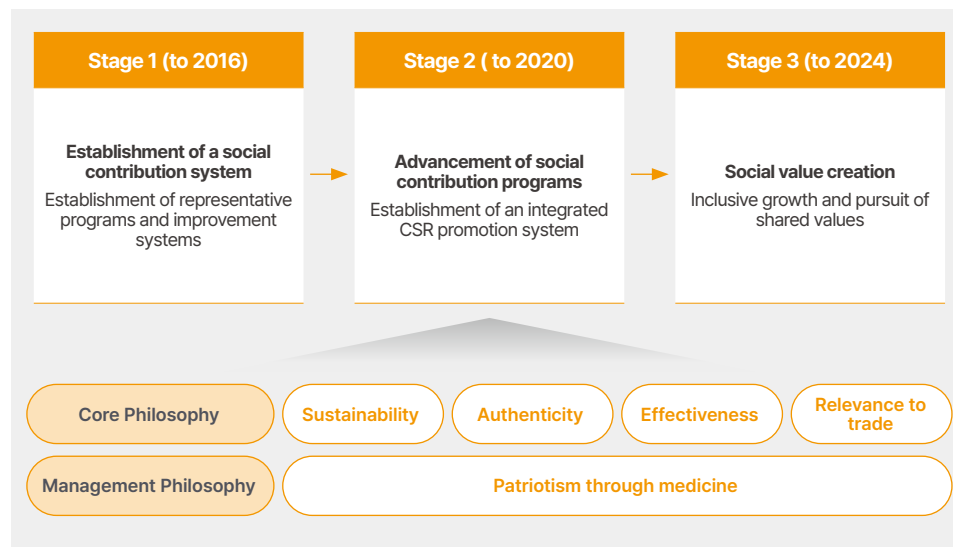 Stage 1 (to 2016)
Establishment of a social
contribution system
Establishment of representative
programs and improvement
systems
Stage 2 ( to 2020)
Advancement of social
contribution programs
Establishment of an integrated
CSR promotion system
Stage 3 (to 2024)
Social value creation
Inclusive growth and pursuit of
shared values
Core Philosophy
Sustainability
Authenticity
Effectiveness
Relevance to
trade
Management Philosophy
Patriotism through medicine